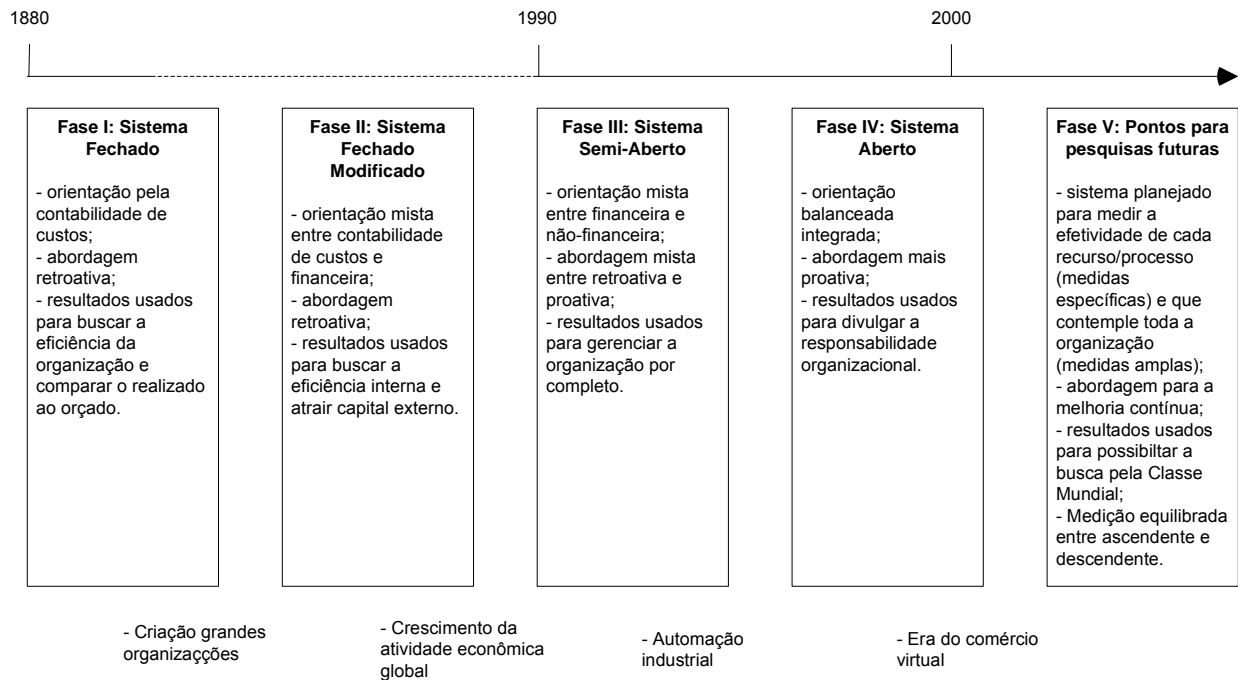 1880
1990
2000
Fase I: Sistema
Fechado
- orientação pela
contabilidade de
custos;
- abordagem
retroativa;
- resultados usados
para buscar a
eficiência da
organização e
comparar o realizado
ao orçado.
Fase II: Sistema
Fechado
Modificado
- orientação mista
entre contabilidade
de custos e
financeira;
- abordagem
retroativa;
- resultados usados
para buscar a
eficiência interna e
atrair capital externo.
Fase III: Sistema
Semi-Aberto
- orientação mista
entre financeira e
não-financeira;
- abordagem mista
entre retroativa e
proativa;
- resultados usados
para gerenciar a
organização por
completo.
Fase IV: Sistema
Aberto
- orientação
balanceada
integrada;
- abordagem mais
proativa;
- resultados usados
para divulgar a
responsabilidade
organizacional.
Fase V: Pontos para
pesquisas futuras
- sistema planejado
para medir a
efetividade de cada
recurso/processo
(medidas
específicas) e que
contemple toda a
organização
(medidas amplas);
- abordagem para a
melhoria contínua;
- resultados usados
para possibiltar a
busca pela Classe
Mundial;
- Medição equilibrada
entre ascendente e
descendente.
- Criação grandes
organizaçções
- Crescimento da
atividade econômica
global
- Automação
industrial
- Era do comércio
virtual